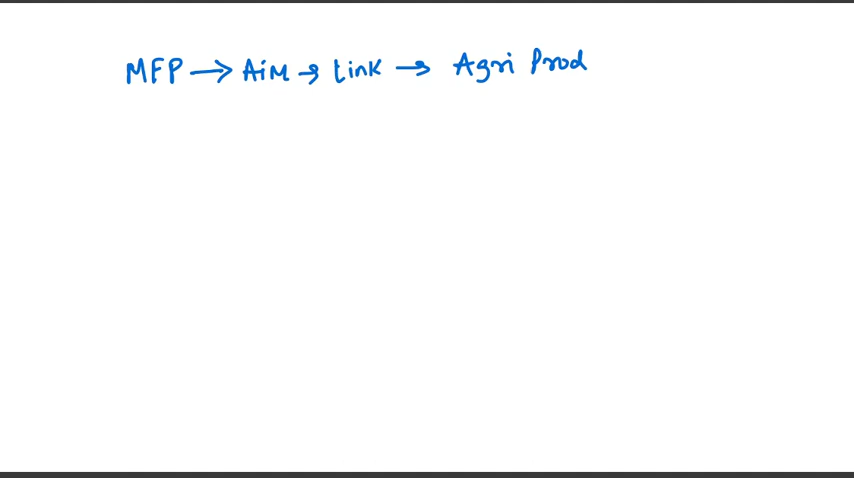 MFP → AiM → Link → Agri Prod